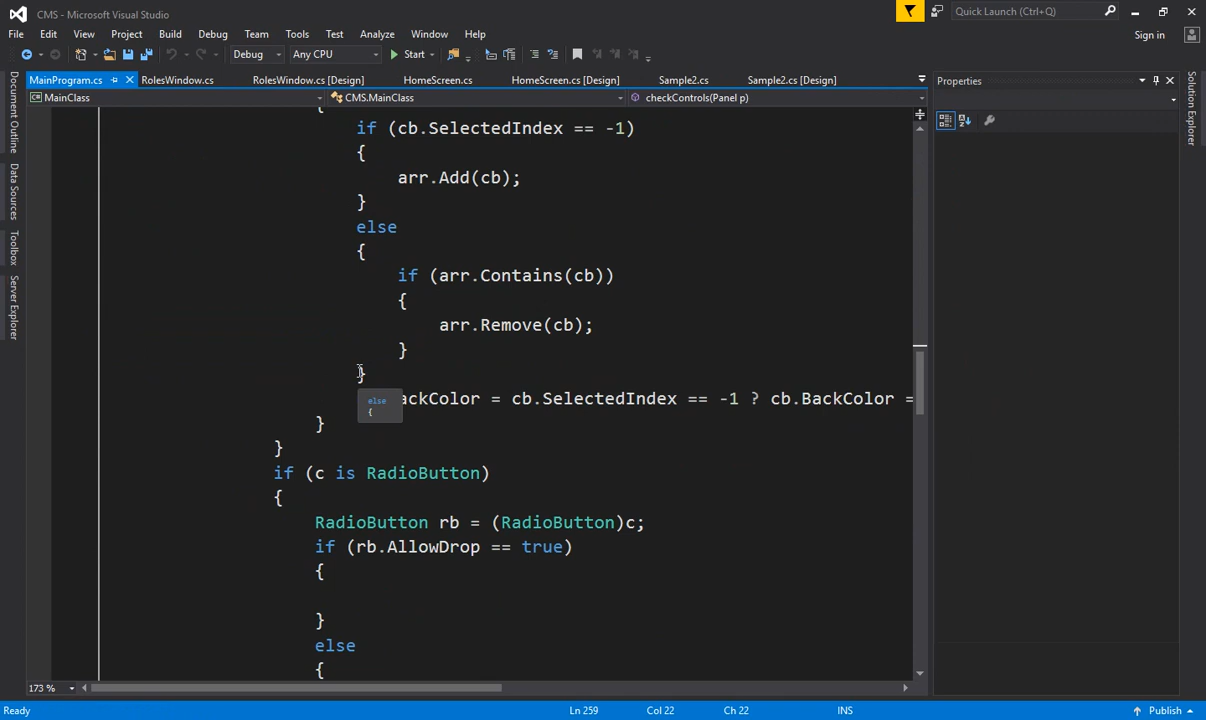 CMS - Microsoft Visual Studio
Quick Launch (Ctrl+Q)
File Edit View Project Build Debug Team Tools Test Analyze Window Help
Sign in
Debug Any CPU Start
MainProgram.cs RolesWindow.cs RolesWindow.cs [Design] HomeScreen.cs HomeScreen.cs [Design] Sample2.cs Sample2.cs [Design]
Properties
MainClass CMS.MainClass checkControls(Panel p)
Document Outline
Data Sources
Toolbox
Server Explorer
Solution Explorer
{
if (cb.SelectedIndex == -1)
{
arr.Add(cb);
}
else
{
if (arr.Contains(cb))
{
arr.Remove(cb);
}
}
else
{
ackColor = cb.SelectedIndex == -1 ? cb.BackColor =
}
}
if (c is RadioButton)
{
RadioButton rb = (RadioButton)c;
if (rb.AllowDrop == true)
{
}
else
{
173 %
Ready Ln 259 Col 22 Ch 22 INS Publish